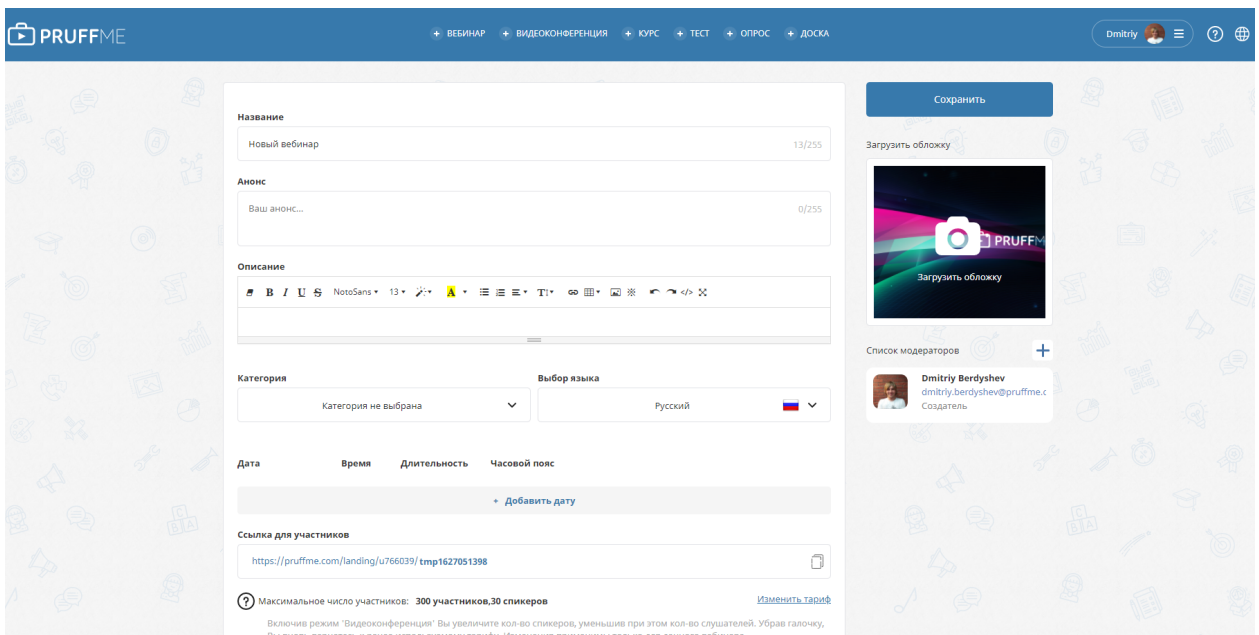 PRUFFME
+ ВЕБИНАР + ВИДЕОКОНФЕРЕНЦИЯ + КУРС + ТЕСТ + ОПРОС + ДОСКА
Dmitriy
Название
Новый вебинар 13/255
Анонс
Ваш анонс... 0/255
Описание
B I U S NotoSans 13 A
Категория Выбор языка
Категория не выбрана Русский
Дата Время Длительность Часовой пояс
+ Добавить дату
Ссылка для участников
https://pruffme.com/landing/u766039/tmp1627051398
Максимальное число участников: 300 участников,30 спикеров Изменить тариф
Включив режим 'Видеоконференция' Вы увеличите кол-во спикеров, уменьшив при этом кол-во слушателей. Убрав галочку,
Сохранить
Загрузить обложку
PRUFFM
Загрузить обложку
Список модераторов +
Dmitriy Berdyshev
dmitriy.berdyshev@pruffme.c
Создатель